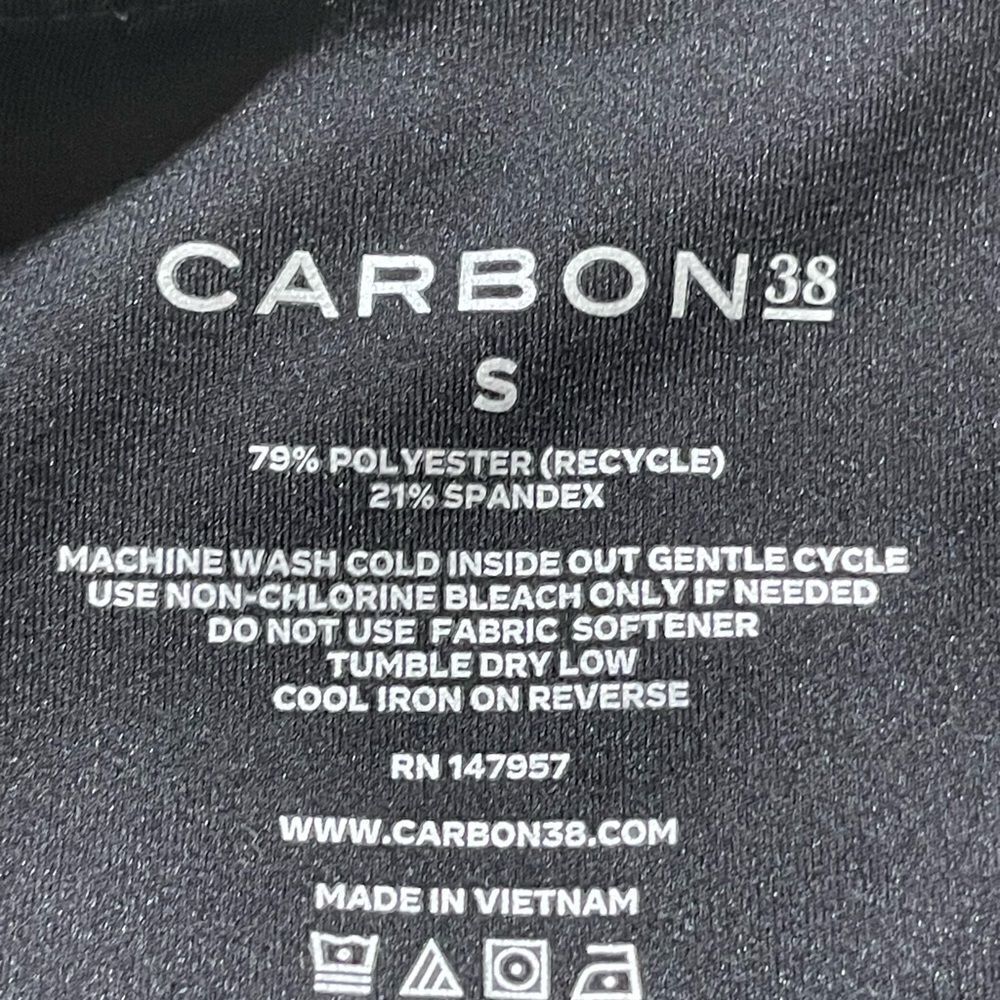 CARBON38
S
79% POLYESTER (RECYCLE)
21% SPANDEX
MACHINE WASH COLD INSIDE OUT GENTLE CYCLE
USE NON-CHLORINE BLEACH ONLY IF NEEDED
DO NOT USE FABRIC SOFTENER
TUMBLE DRY LOW
COOL IRON ON REVERSE
RN 147957
WWW.CARBON38.COM
MADE IN VIETNAM